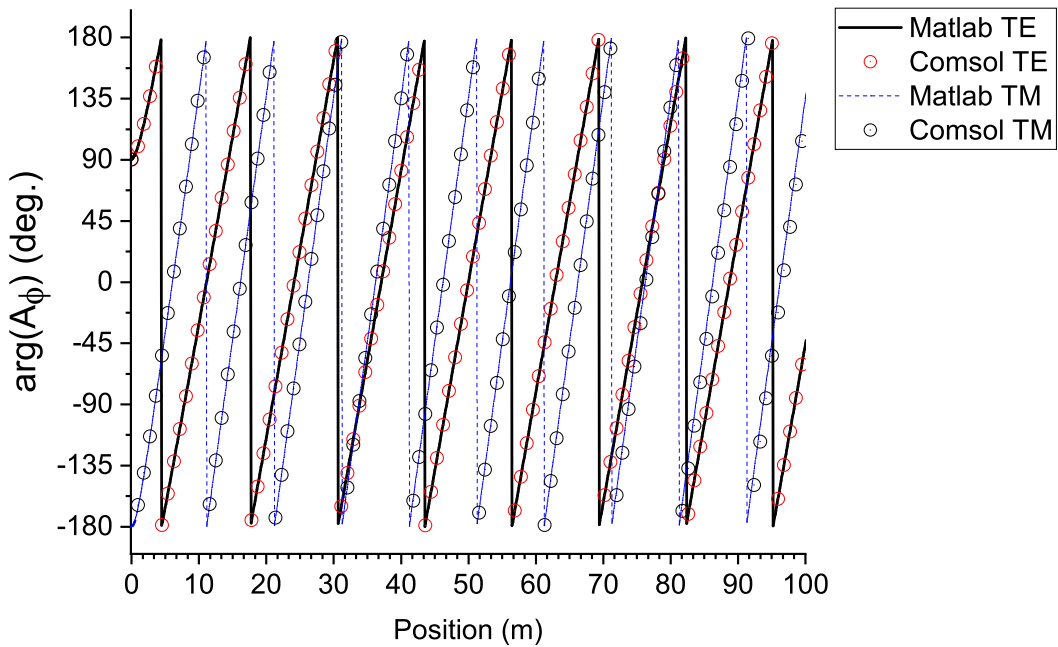 Matlab TE
Comsol TE
Matlab TM
Comsol TM
arg(Aϕ) (deg.)
180
135
90
45
0
-45
-90
-135
-180
0 10 20 30 40 50 60 70 80 90 100
Position (m)